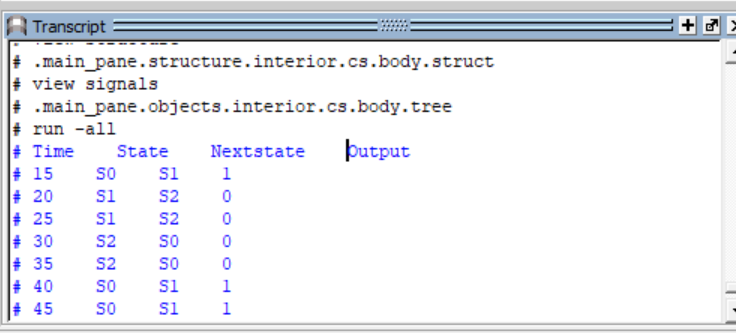 Transcript
# .main_pane.structure.interior.cs.body.struct
# view signals
# .main_pane.objects.interior.cs.body.tree
# run -all
# Time State Nextstate Output
# 15 S0 S1 1
# 20 S1 S2 0
# 25 S1 S2 0
# 30 S2 S0 0
# 35 S2 S0 0
# 40 S0 S1 1
# 45 S0 S1 1